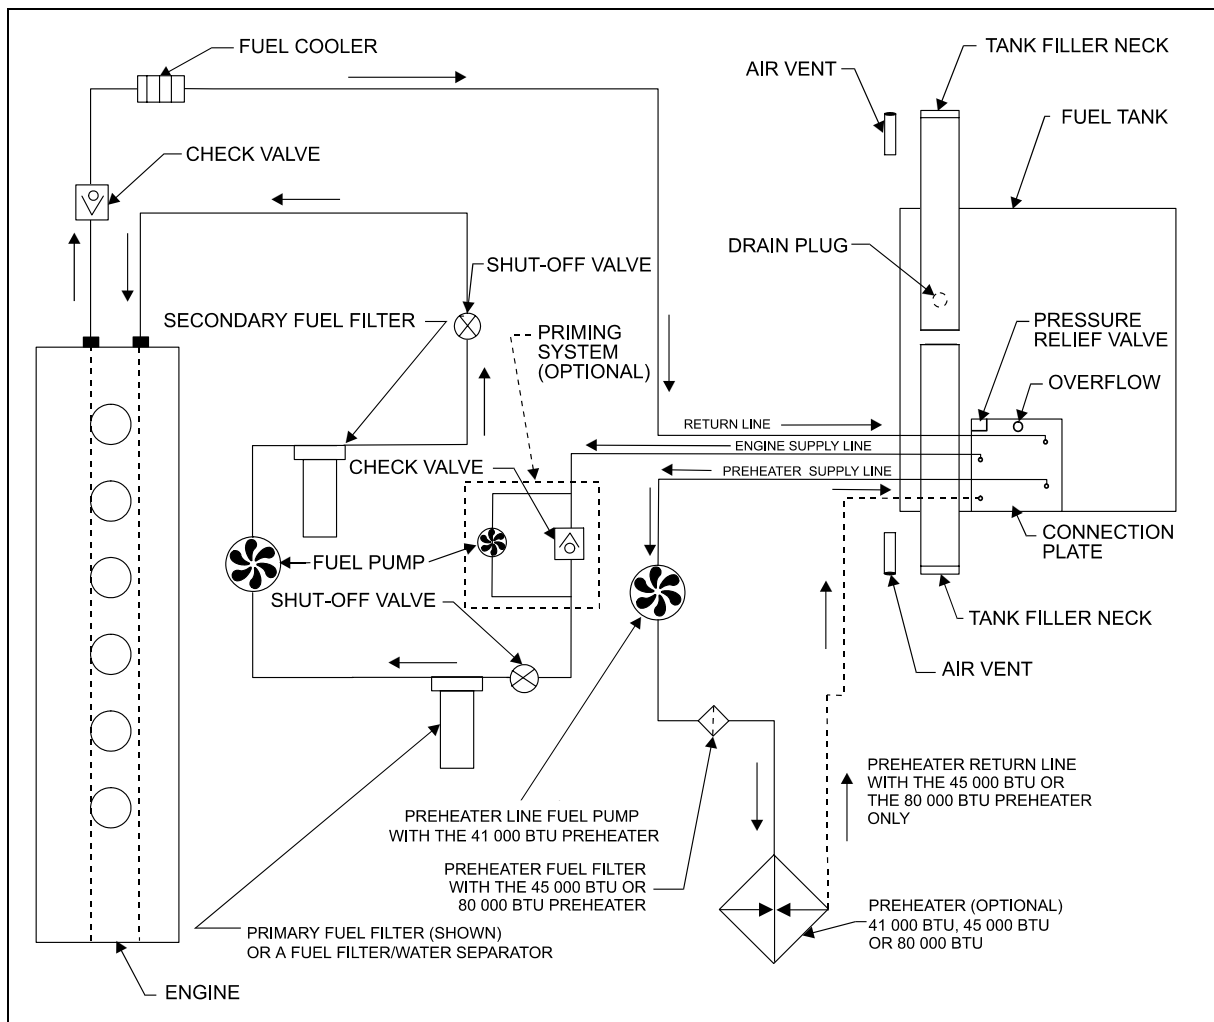 FUEL COOLER
TANK FILLER NECK
AIR VENT
FUEL TANK
CHECK VALVE
DRAIN PLUG
SHUT-OFF VALVE
SECONDARY FUEL FILTER
PRIMING
SYSTEM
(OPTIONAL)
PRESSURE
RELIEF VALVE
OVERFLOW
RETURN LINE
ENGINE SUPPLY LINE
CHECK VALVE
PREHEATER SUPPLY LINE
CONNECTION
PLATE
FUEL PUMP
SHUT-OFF VALVE
TANK FILLER NECK
AIR VENT
PREHEATER RETURN LINE
WITH THE 45 000 BTU OR
THE 80 000 BTU PREHEATER
ONLY
PREHEATER LINE FUEL PUMP
WITH THE 41 000 BTU PREHEATER
PREHEATER FUEL FILTER
WITH THE 45 000 BTU OR
80 000 BTU PREHEATER
PREHEATER (OPTIONAL)
41 000 BTU, 45 000 BTU
OR 80 000 BTU
PRIMARY FUEL FILTER (SHOWN)
OR A FUEL FILTER/WATER SEPARATOR
ENGINE